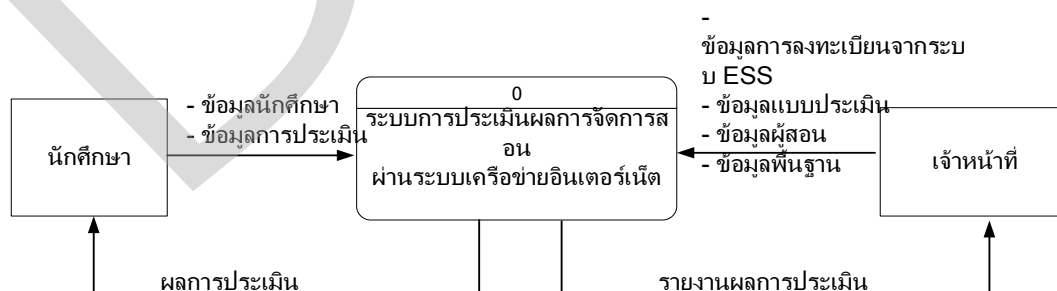 -
ข้อมูลการลงทะเบียนจากระบ
บ ESS
- ข้อมูลแบบประเมิน
- ข้อมูลผู้สอน
- ข้อมูลพื้นฐาน
- ข้อมูลนักศึกษา
- ข้อมูลการประเมิน
0
ระบบการประเมินผลการจัดการส
อน
ผ่านระบบเครือข่ายอินเตอร์เน็ต
นักศึกษา
เจ้าหน้าที่
ผลการประเมิน
รายงานผลการประเมิน